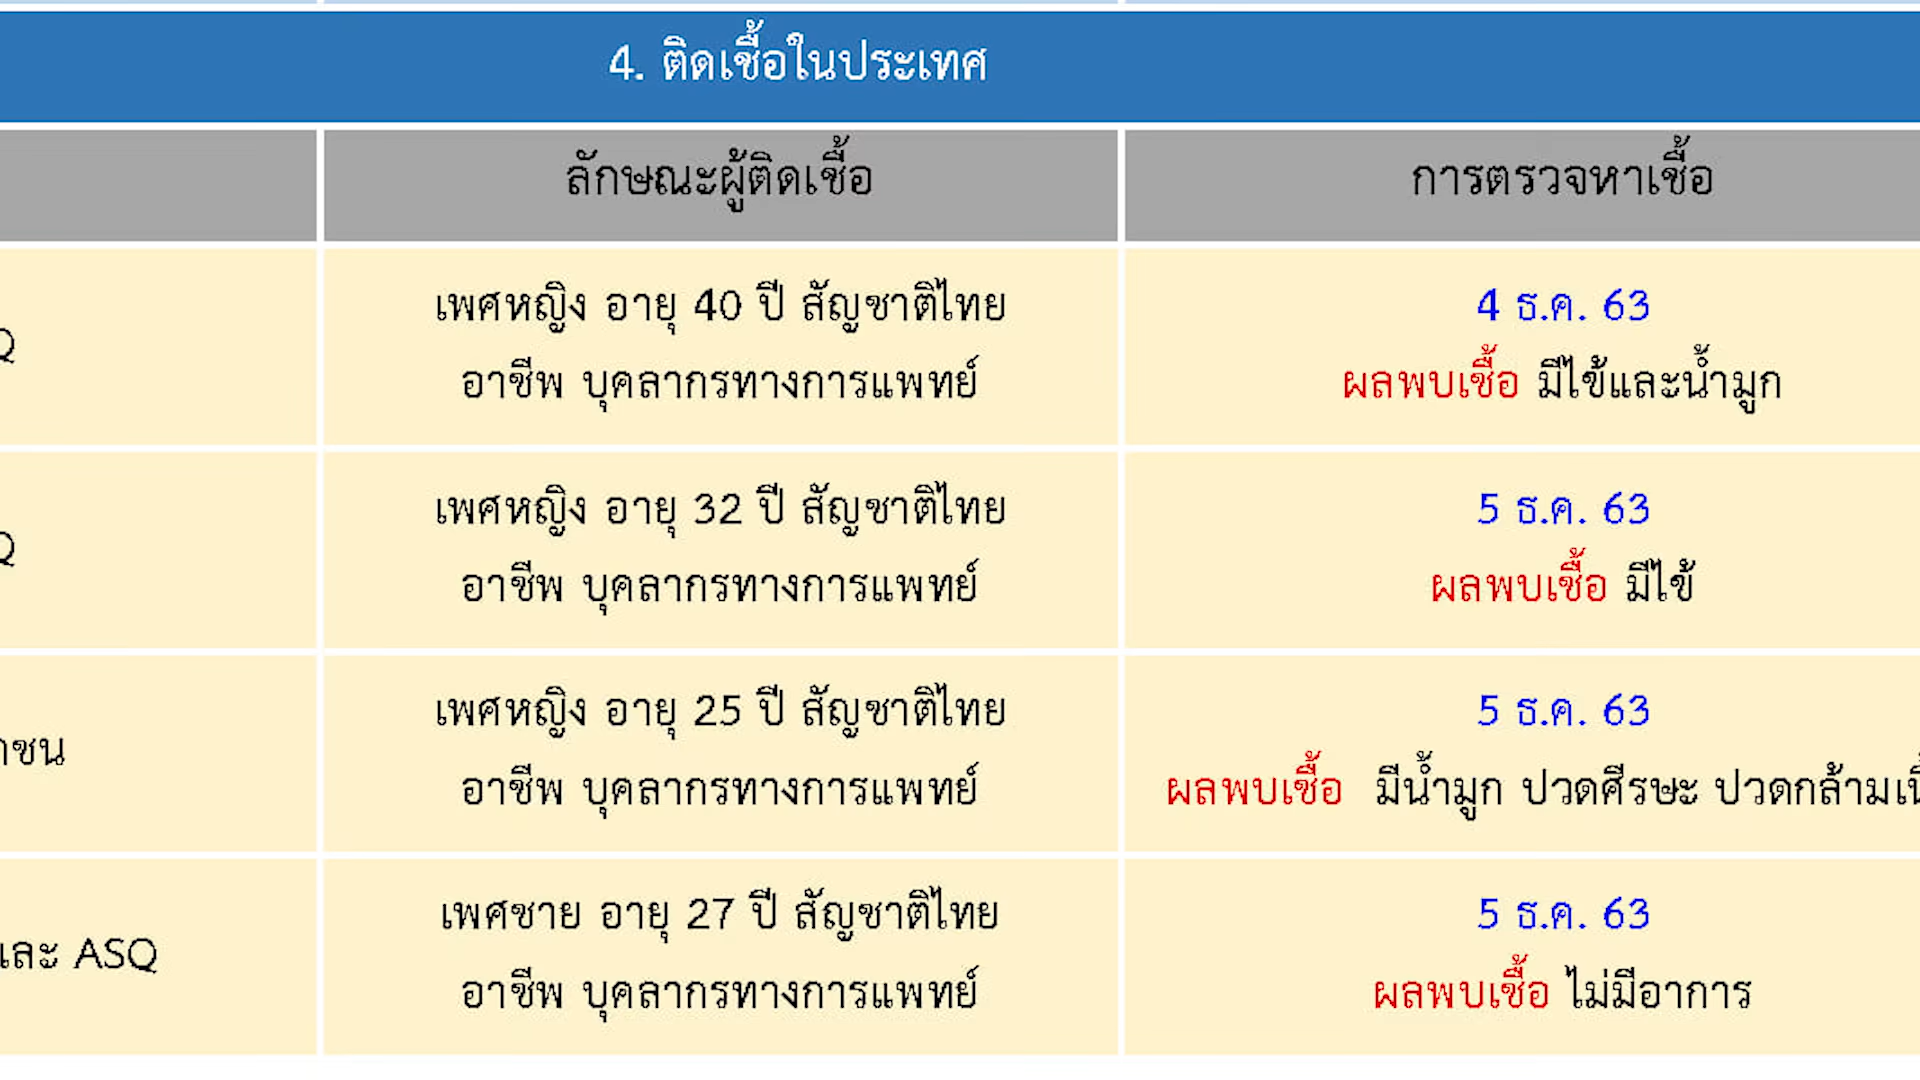 4. ติดเชื้อในประเทศ
ลักษณะผู้ติดเชื้อ
การตรวจหาเชื้อ
Q
เพศหญิง อายุ 40 ปี สัญชาติไทย
อาชีพ บุคลากรทางการแพทย์
4 ธ.ค. 63
ผลพบเชื้อ มีไข้และน้ำมูก
Q
เพศหญิง อายุ 32 ปี สัญชาติไทย
อาชีพ บุคลากรทางการแพทย์
5 ธ.ค. 63
ผลพบเชื้อ มีไข้
เพศหญิง อายุ 25 ปี สัญชาติไทย
อาชีพ บุคลากรทางการแพทย์
5 ธ.ค. 63
ผลพบเชื้อ มีน้ำมูก ปวดศีรษะ ปวดกล้ามเนื้
และ ASQ
เพศชาย อายุ 27 ปี สัญชาติไทย
อาชีพ บุคลากรทางการแพทย์
5 ธ.ค. 63
ผลพบเชื้อ ไม่มีอาการ